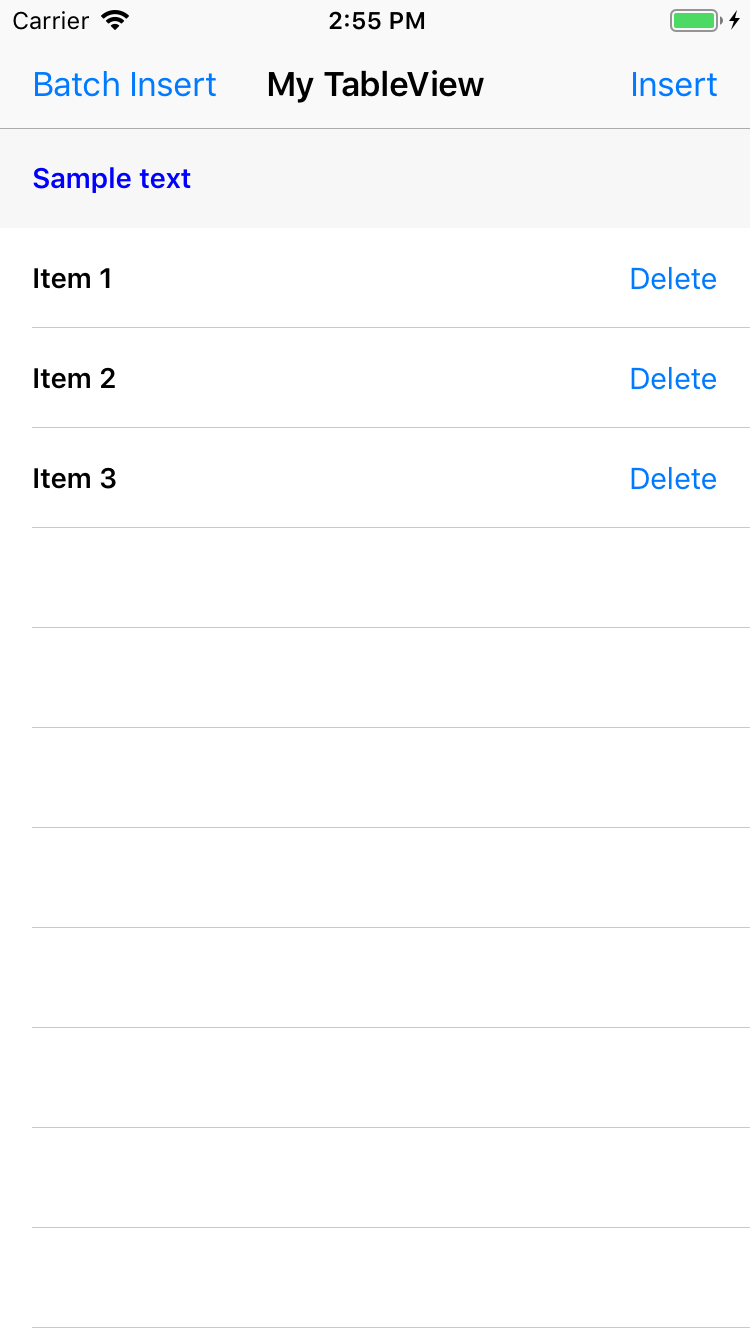 Carrier 2:55 PM
Batch Insert My TableView Insert
Sample text
Item 1 Delete
Item 2 Delete
Item 3 Delete